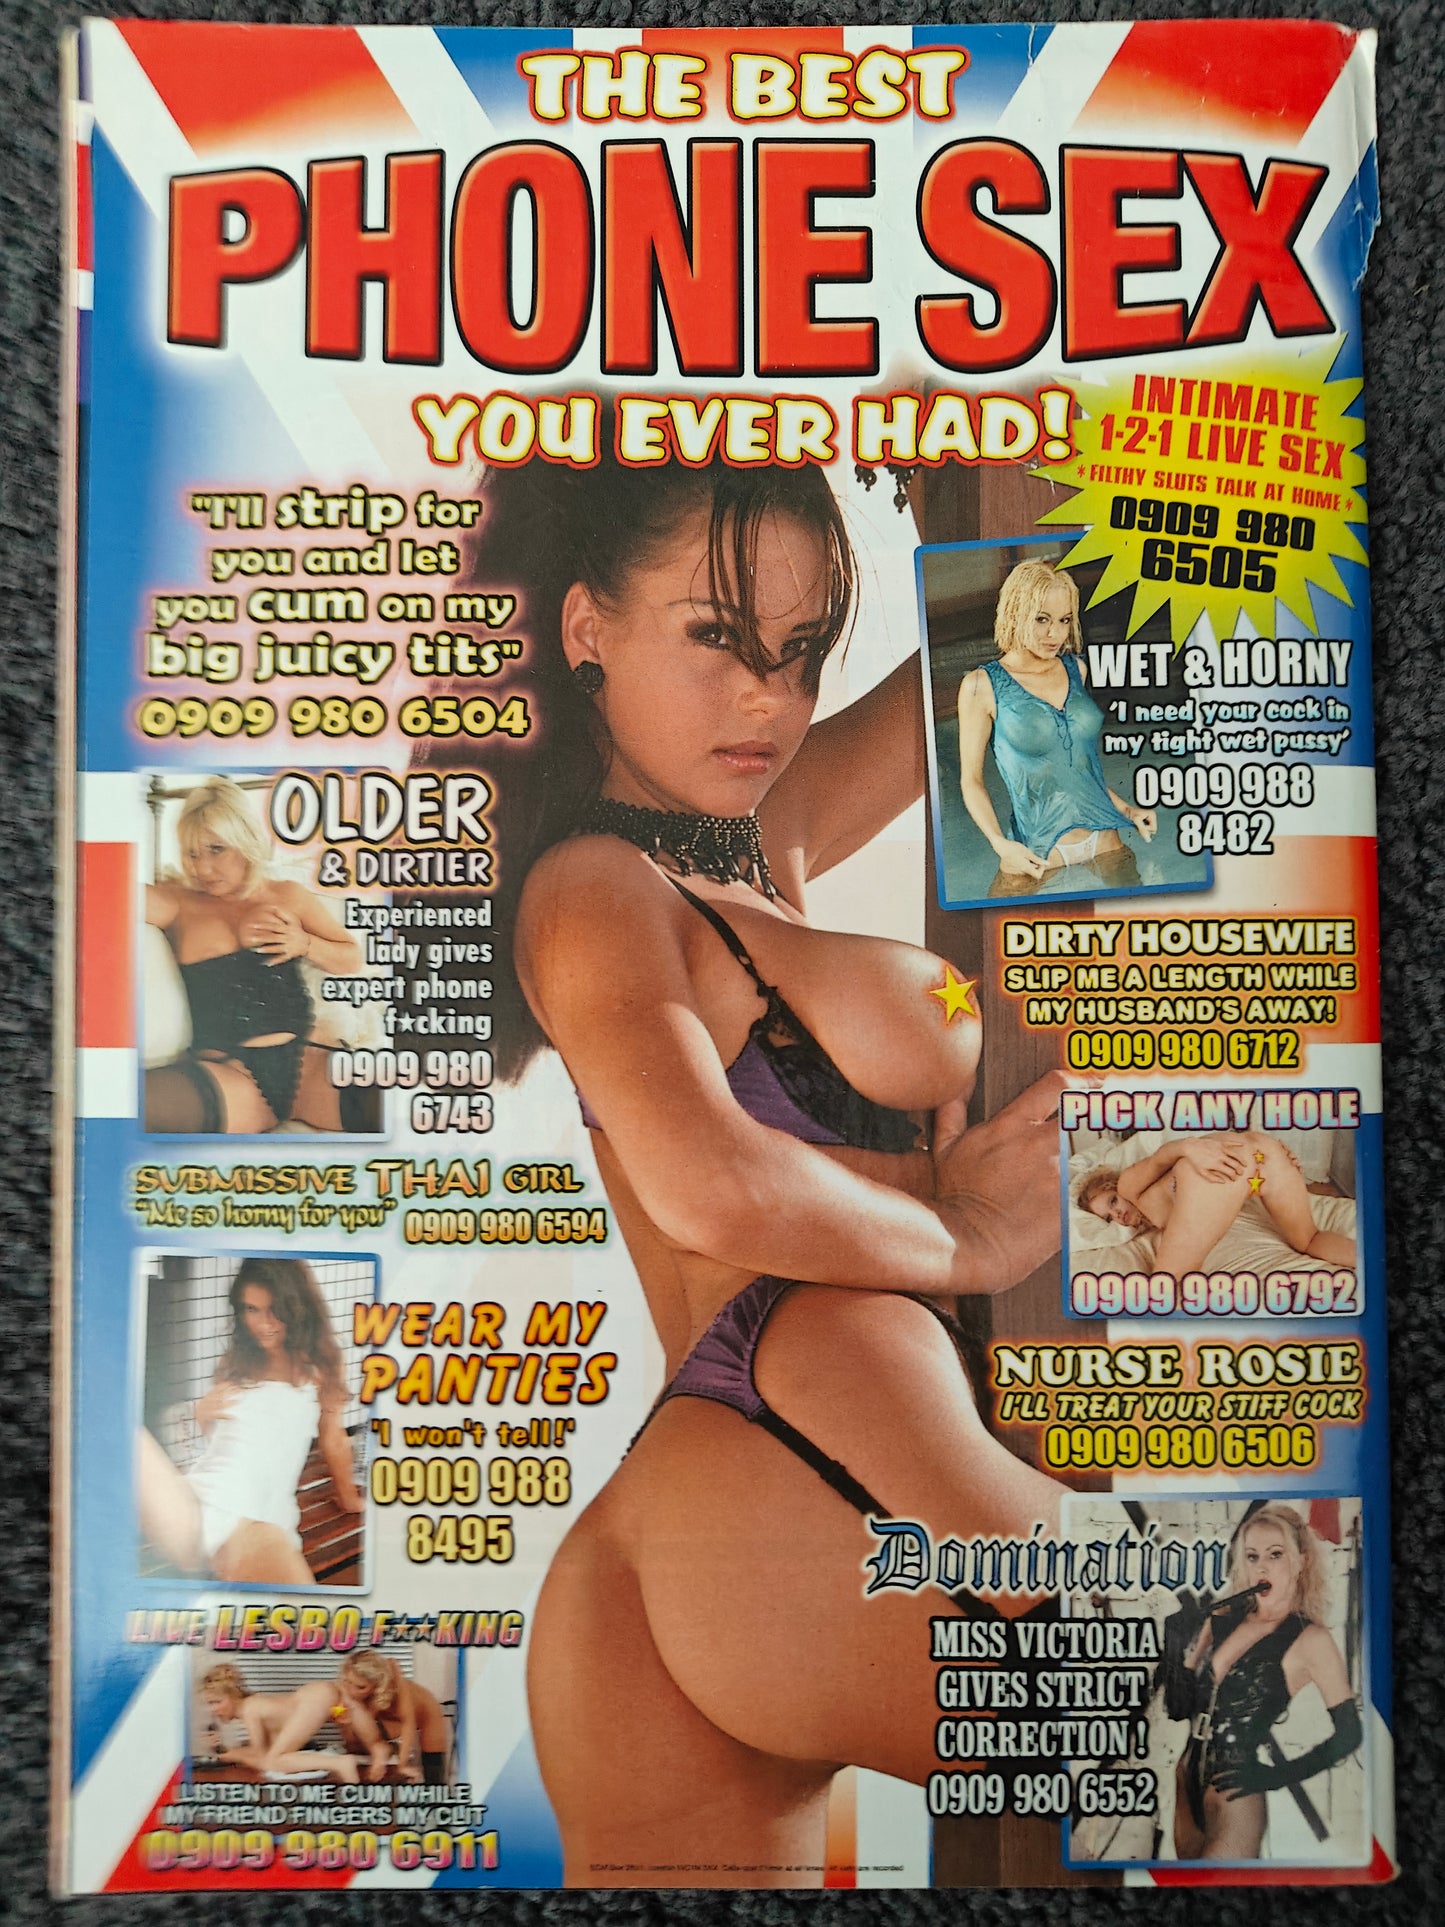 THE BEST
PHONE SEX
YOU EVER HAD!
INTIMATE
1-2-1 LIVE SEX
*FILTHY SLUTS TALK AT HOME*
0909 980
6505
"I'll strip for
you and let
you cum on my
big juicy tits"
0909 980 6504
WET & HORNY
'I need your cock in
my tight wet pussy'
0909 988
8482
OLDER
& DIRTIER
Experienced
lady gives
expert phone
f★cking
0909 980
6743
DIRTY HOUSEWIFE
SLIP ME A LENGTH WHILE
MY HUSBAND'S AWAY!
0909 980 6712
PICK ANY HOLE
0909 980 6792
SUBMISSIVE THAI GIRL
"Me so horny for you" 0909 980 6594
WEAR MY
PANTIES
'I won't tell!'
0909 988
8495
NURSE ROSIE
I'LL TREAT YOUR STIFF COCK
0909 980 6506
Domination
MISS VICTORIA
GIVES STRICT
CORRECTION!
0909 980 6552
LIVE LESBO F★★KING
LISTEN TO ME CUM WHILE
MY FRIEND FINGERS MY CLIT
0909 980 6911